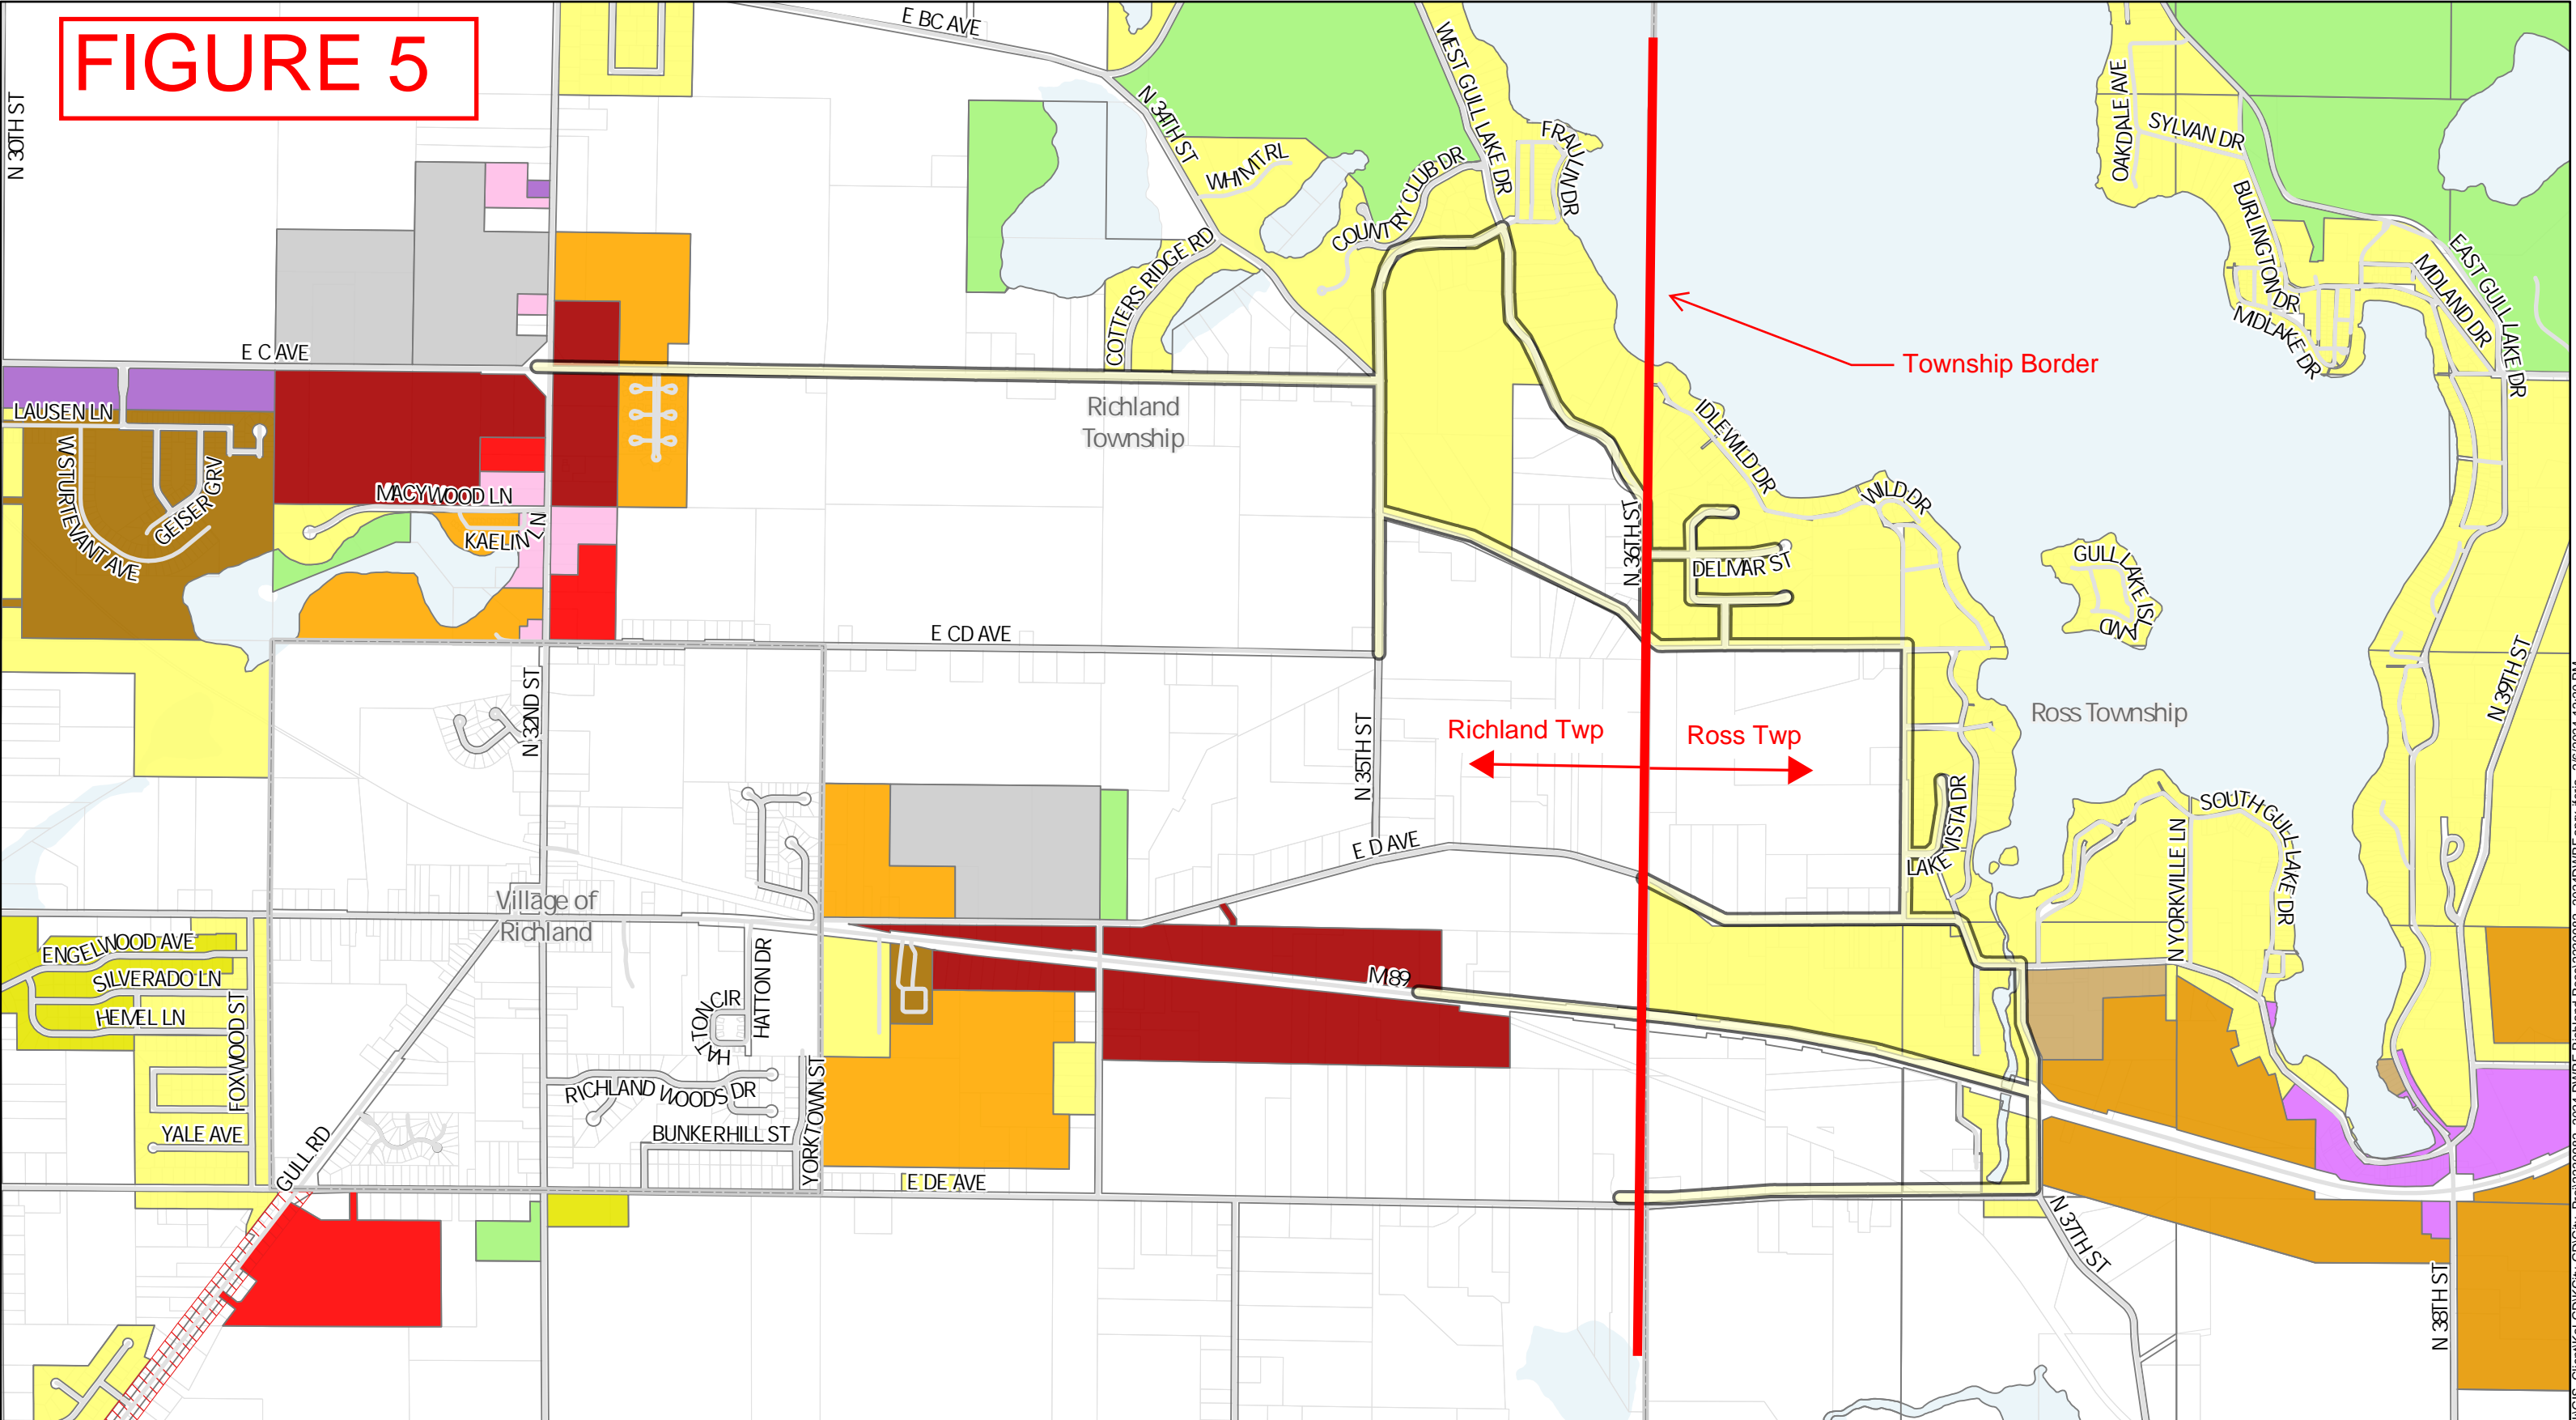 FIGURE 5
E BC AVE
N 30TH ST
N 34TH ST
WEST GULL LAKE DR
FRAULIN DR
WHIMTRL
COUNTRY CLUB DR
COTTERS RIDGE RD
OAKDALE AVE
SYLVAN DR
BURLINGTON DR
MIDLAKE DR
MIDLAND DR
EAST GULL LAKE DR
Township Border
E C AVE
LAUSEN LN
W STURTEVANT AVE
GEISER GRV
MACYWOOD LN
KAELIN LN
Richland
Township
IDLEWILD DR
WILD DR
N 36TH ST
DELMAR ST
GULL LAKE ISL
E CD AVE
N 32ND ST
N 35TH ST
Richland Twp
Ross Twp
Ross Township
N 39TH ST
E D AVE
LAKE VISTA DR
N YORKVILLE LN
SOUTH GULL LAKE DR
Village of
Richland
ENGELWOOD AVE
SILVERADO LN
HEMEL LN
FOXWOOD ST
YALE AVE
GULL RD
HATTON CIR
HATTON DR
RICHLAND WOODS DR
BUNKERHILL ST
YORKTOWN ST
M 89
E DE AVE
N 37TH ST
N 38TH ST